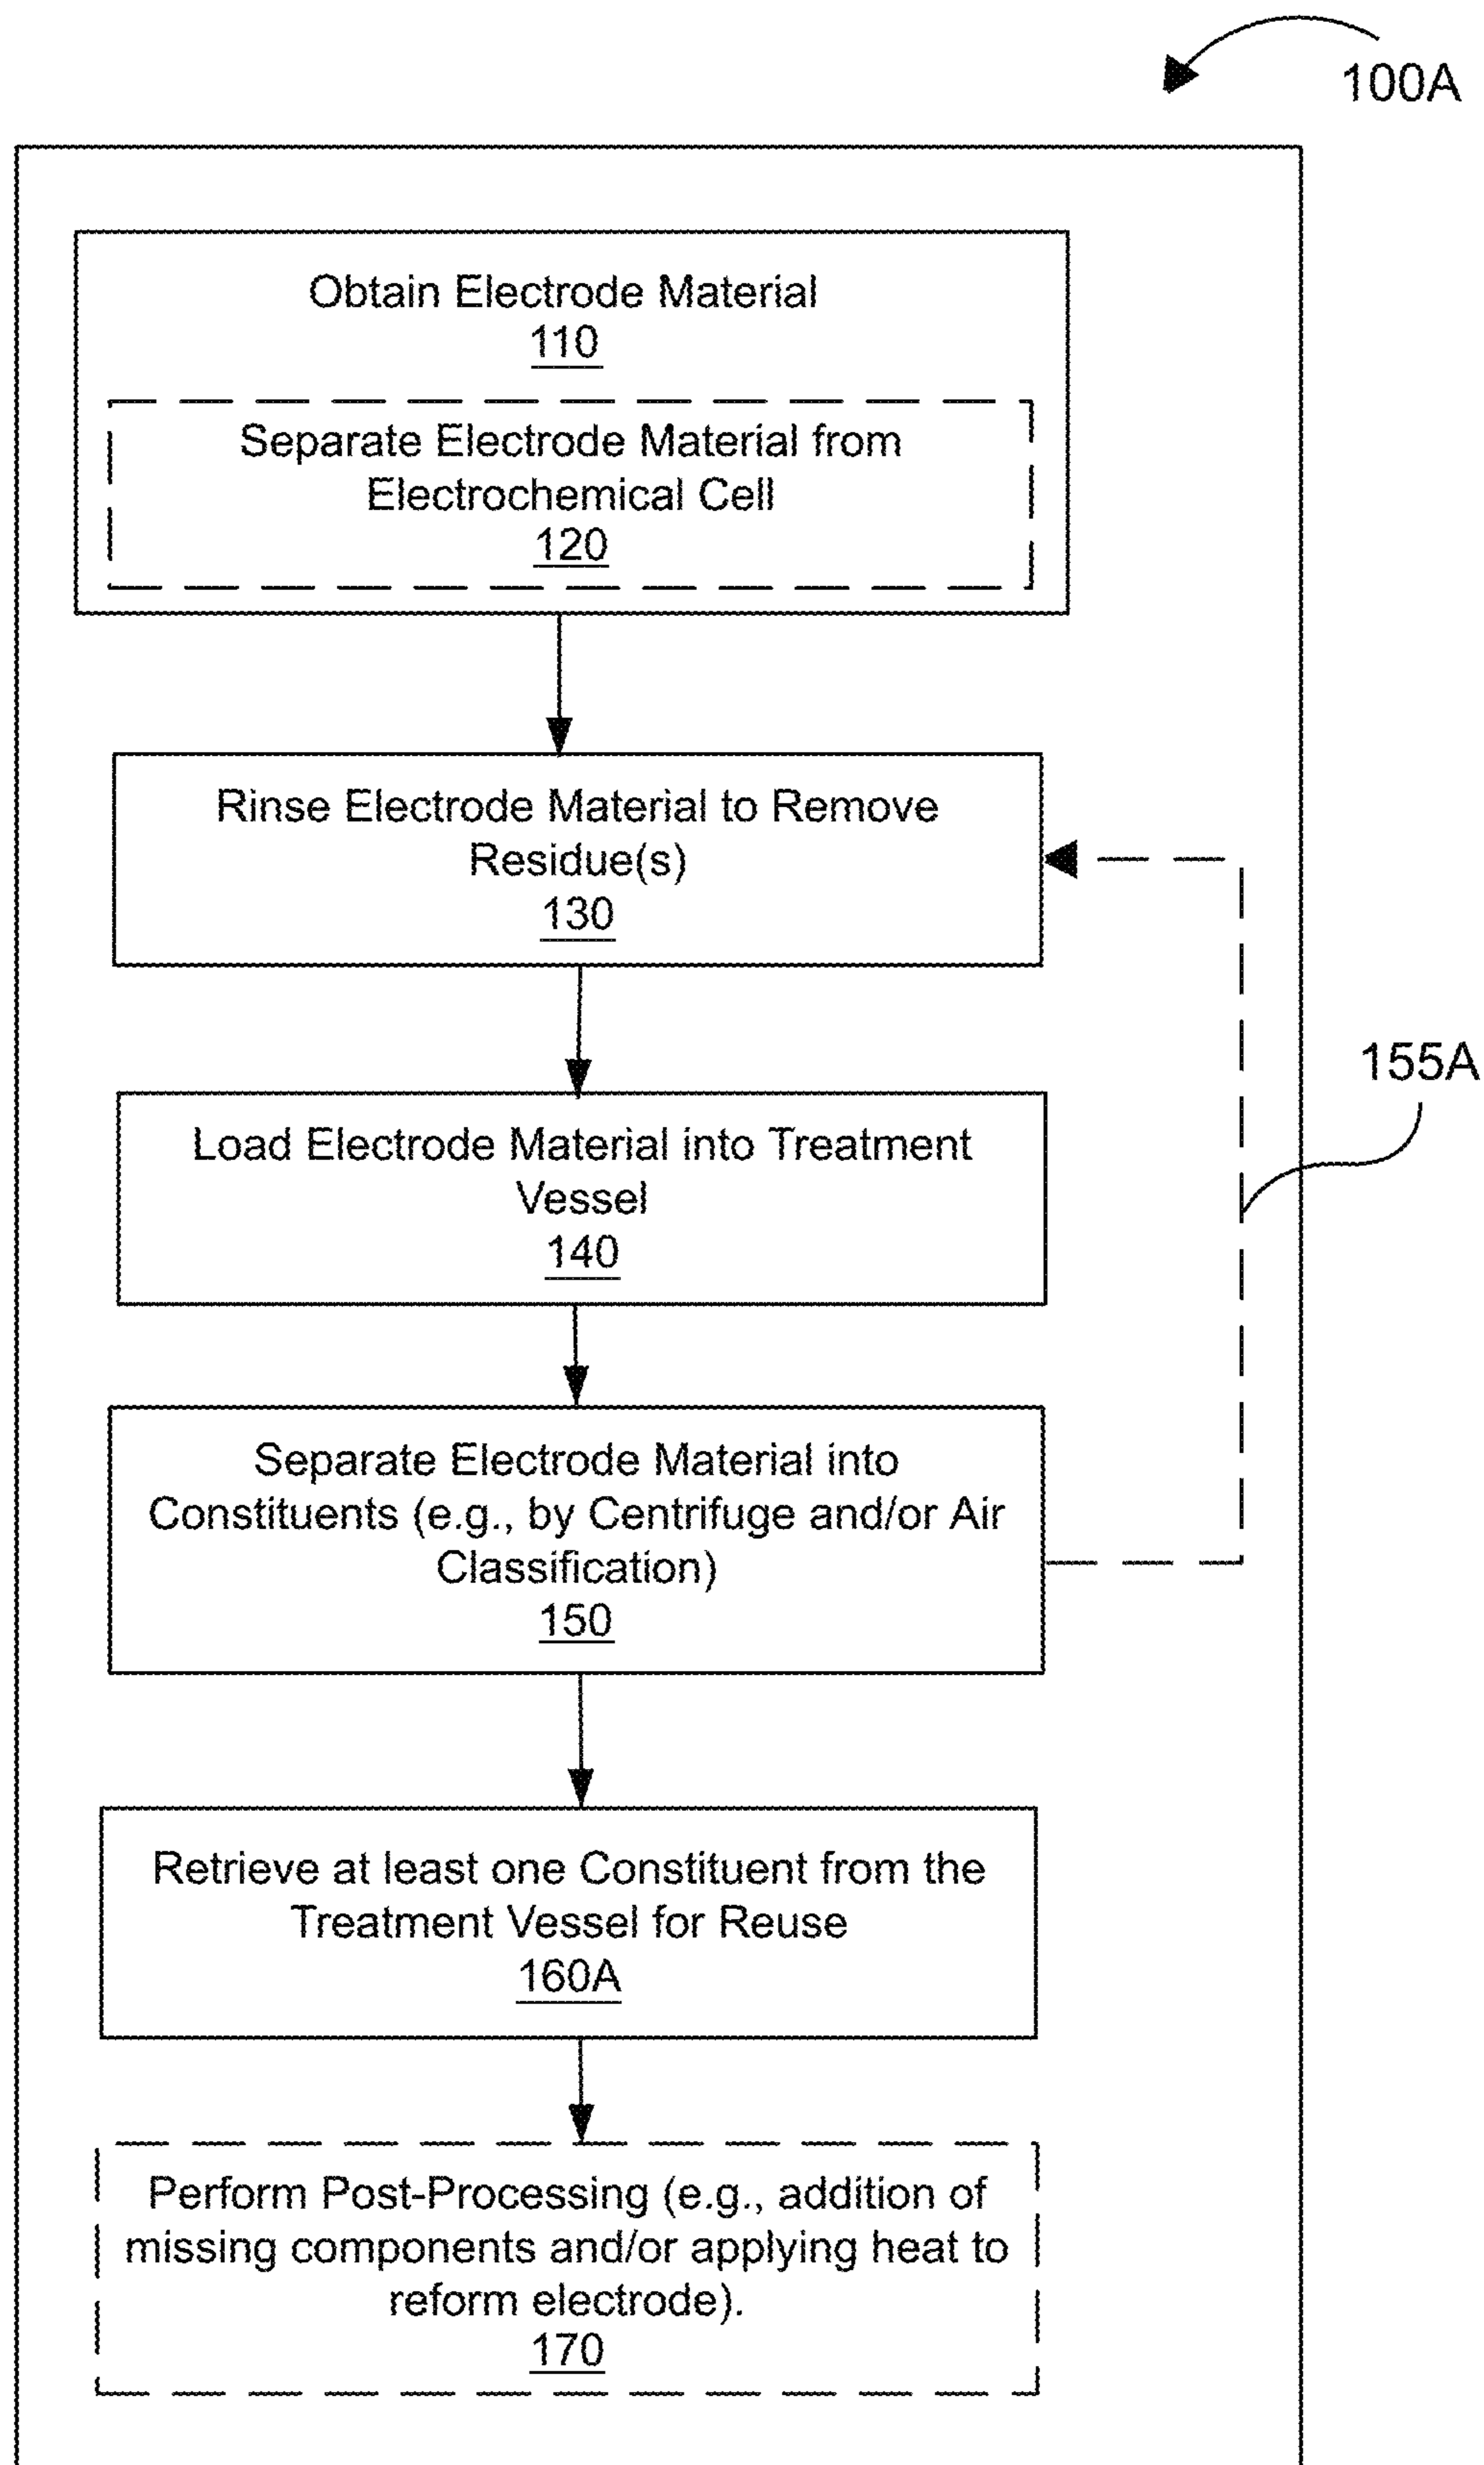 100A
Obtain Electrode Material
110
Separate Electrode Material from
Electrochemical Cell
120
Rinse Electrode Material to Remove
Residue(s)
130
155A
Load Electrode Material into Treatment
Vessel
140
Separate Electrode Material into
Constituents (e.g., by Centrifuge and/or Air
Classification)
150
Retrieve at least one Constituent from the
Treatment Vessel for Reuse
160A
Perform Post-Processing (e.g., addition of
missing components and/or applying heat to
reform electrode).
170